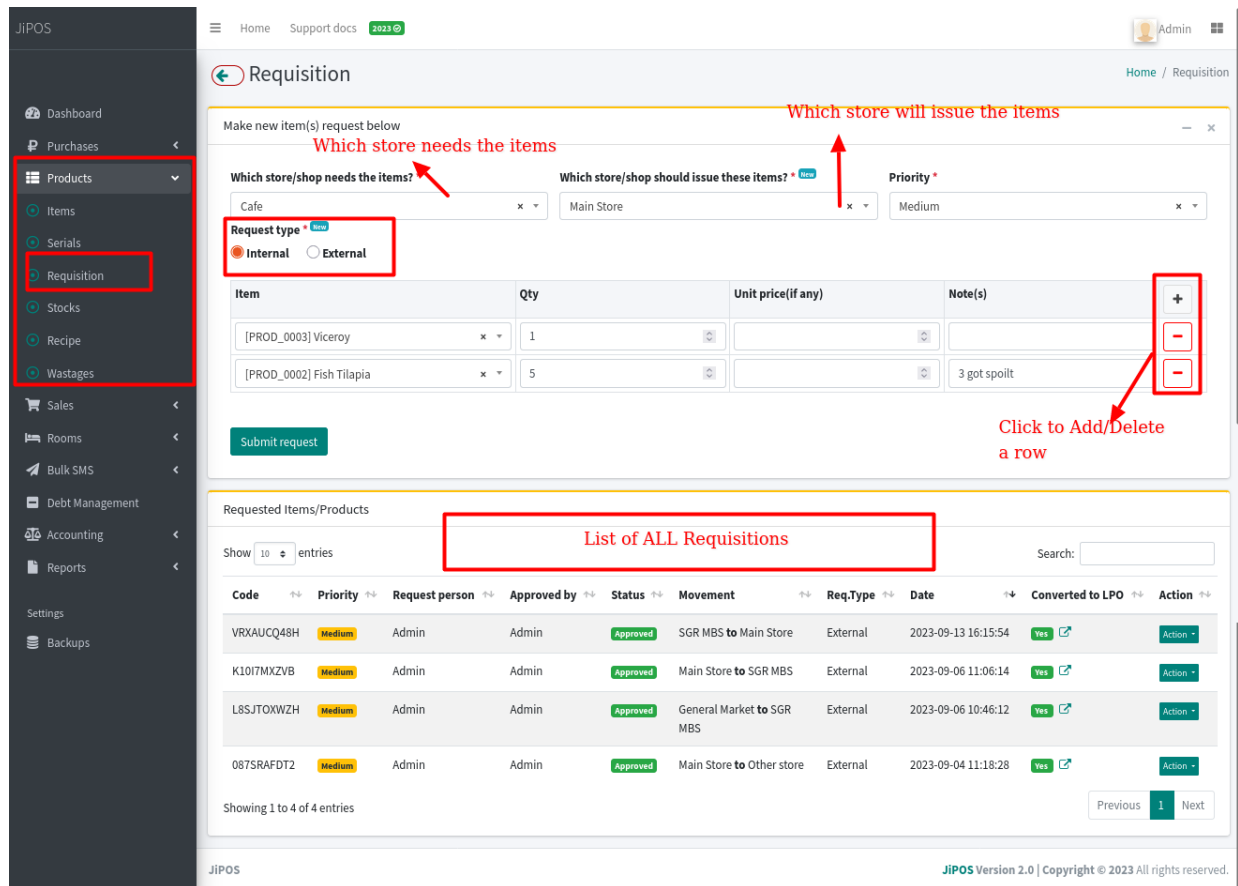 JiPOS
Home Support docs 2023
Admin
Requisition
Home / Requisition
Dashboard
Purchases
Products
Items
Serials
Requisition
Stocks
Recipe
Wastages
Sales
Rooms
Bulk SMS
Debt Management
Accounting
Reports
Settings
Backups
Make new item(s) request below
Which store needs the items
Which store will issue the items
Which store/shop needs the items? Which store/shop should issue these items? * New Priority *
Cafe × Main Store × Medium ×
Request type * New
Internal External
Item Qty Unit price(if any) Note(s) +
[PROD_0003] Viceroy × 1 −
[PROD_0002] Fish Tilapia × 5 3 got spoilt −
Click to Add/Delete
a row
Submit request
Requested Items/Products
List of ALL Requisitions
Show 10 entries Search:
Code Priority Request person Approved by Status Movement Req.Type Date Converted to LPO Action
VRXAUCQ48H Medium Admin Admin Approved SGR MBS to Main Store External 2023-09-13 16:15:54 Yes Action
K10I7MXZVB Medium Admin Admin Approved Main Store to SGR MBS External 2023-09-06 11:06:14 Yes Action
L8SJTOXWZH Medium Admin Admin Approved General Market to SGR External 2023-09-06 10:46:12 Yes Action
MBS
087SRAFDT2 Medium Admin Admin Approved Main Store to Other store External 2023-09-04 11:18:28 Yes Action
Showing 1 to 4 of 4 entries
Previous 1 Next
JiPOS
JiPOS Version 2.0 | Copyright © 2023 All rights reserved.